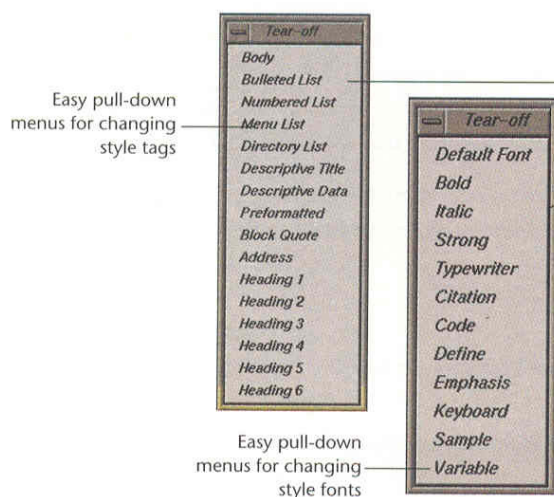 Tear-off
Body
Bulleted List
Numbered List
Menu List
Directory List
Descriptive Title
Descriptive Data
Preformatted
Block Quote
Address
Heading 1
Heading 2
Heading 3
Heading 4
Heading 5
Heading 6
Easy pull-down
menus for changing
style tags
Tear-off
Default Font
Bold
Italic
Strong
Typewriter
Citation
Code
Define
Emphasis
Keyboard
Sample
Variable
Easy pull-down
menus for changing
style fonts